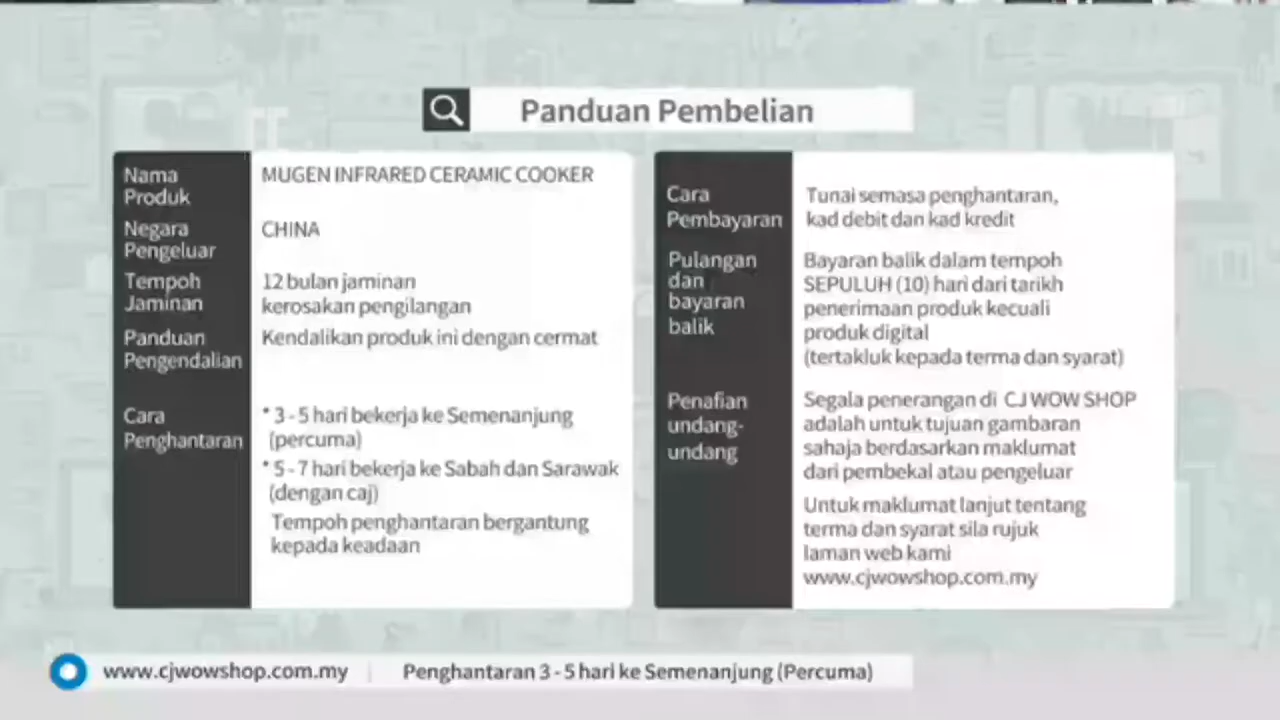 Panduan Pembelian
Nama
Produk
MUGEN INFRARED CERAMIC COOKER
Negara
Pengeluar
CHINA
Tempoh
Jaminan
12 bulan jaminan
kerosakan pengilangan
Panduan
Pengendalian
Kendalikan produk ini dengan cermat
Cara
Penghantaran
* 3 - 5 hari bekerja ke Semenanjung
(percuma)
* 5 - 7 hari bekerja ke Sabah dan Sarawak
(dengan caj)
Tempoh penghantaran bergantung
kepada keadaan
Cara
Pembayaran
Tunai semasa penghantaran,
kad debit dan kad kredit
Pulangan
dan
bayaran
balik
Bayaran balik dalam tempoh
SEPULUH (10) hari dari tarikh
penerimaan produk kecuali
produk digital
(tertakluk kepada terma dan syarat)
Penafian
undang-
undang
Segala penerangan di CJ WOW SHOP
adalah untuk tujuan gambaran
sahaja berdasarkan maklumat
dari pembekal atau pengeluar
Untuk maklumat lanjut tentang
terma dan syarat sila rujuk
laman web kami
www.cjwowshop.com.my
www.cjwowshop.com.my | Penghantaran 3 - 5 hari ke Semenanjung (Percuma)